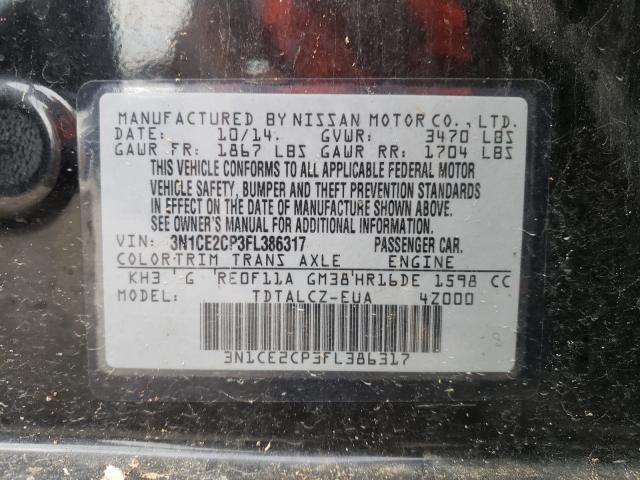 MANUFACTURED BY NISSAN MOTOR CO., LTD.
DATE: 10/14. GVWR: 3470 LBS
GAWR FR: 1867 LBS GAWR RR: 1704 LBS
THIS VEHICLE CONFORMS TO ALL APPLICABLE FEDERAL MOTOR
VEHICLE SAFETY, BUMPER AND THEFT PREVENTION STANDARDS
IN EFFECT ON THE DATE OF MANUFACTURE SHOWN ABOVE.
SEE OWNER'S MANUAL FOR ADDITIONAL INFORMATION.
VIN: 3N1CE2CP3FL386317 PASSENGER CAR.
COLOR-TRIM TRANS AXLE ENGINE
KH3 'G 'RE0F11A GM38'HR16DE 1598 CC
MODEL: TDTALCZ-EUA 4Z000
3N1CE2CP3FL386317